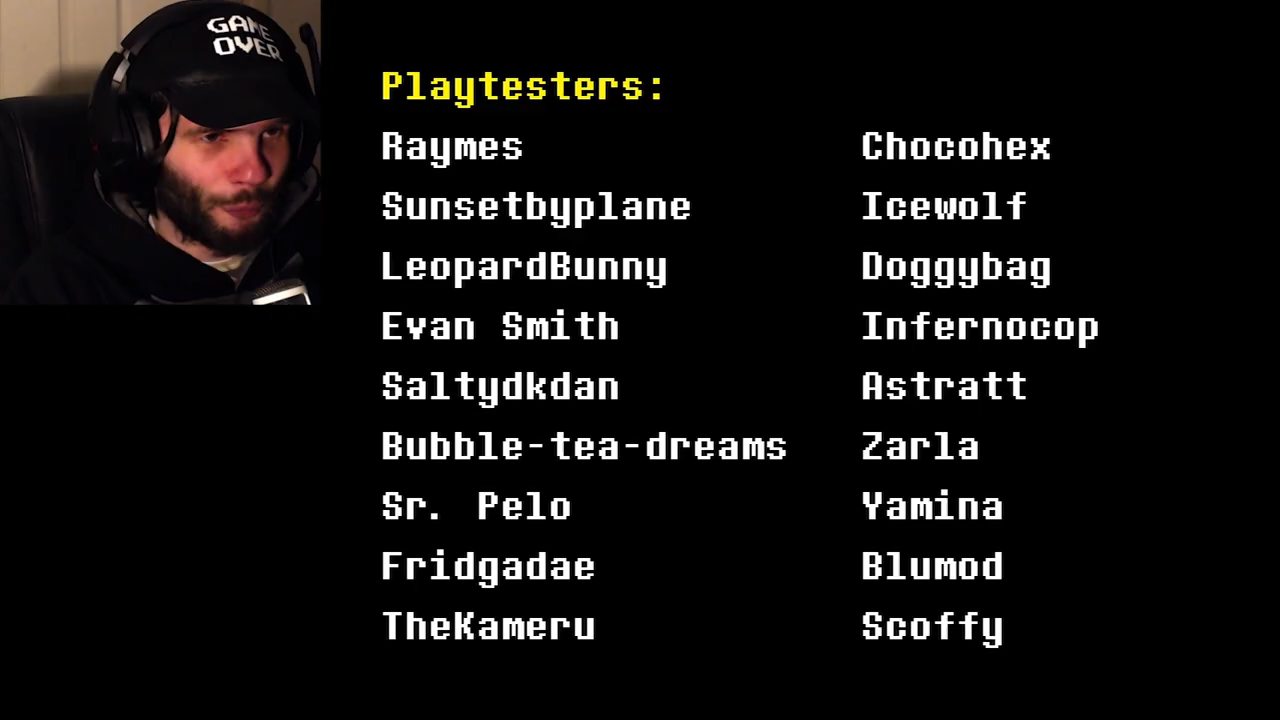 GAME
OVER
Playtesters:
Raymes Chocohex
Sunsetbyplane Icewolf
LeopardBunny Doggybag
Evan Smith Infernocop
Saltydkdan Astratt
Bubble-tea-dreams Zarla
Sr. Pelo Yamina
Fridgadae Blumod
TheKameru Scoffy